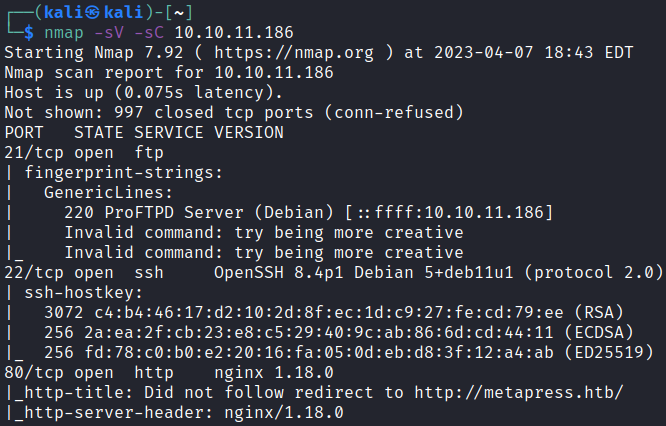 ┌──(kali㉿kali)-[~]
└─$ nmap -sV -sC 10.10.11.186
Starting Nmap 7.92 ( https://nmap.org ) at 2023-04-07 18:43 EDT
Nmap scan report for 10.10.11.186
Host is up (0.075s latency).
Not shown: 997 closed tcp ports (conn-refused)
PORT   STATE SERVICE VERSION
21/tcp open  ftp
| fingerprint-strings:
|   GenericLines:
|     220 ProFTPD Server (Debian) [::ffff:10.10.11.186]
|     Invalid command: try being more creative
|_    Invalid command: try being more creative
22/tcp open  ssh     OpenSSH 8.4p1 Debian 5+deb11u1 (protocol 2.0)
| ssh-hostkey:
|   3072 c4:b4:46:17:d2:10:2d:8f:ec:1d:c9:27:fe:cd:79:ee (RSA)
|   256 2a:ea:2f:cb:23:e8:c5:29:40:9c:ab:86:6d:cd:44:11 (ECDSA)
|_  256 fd:78:c0:b0:e2:20:16:fa:05:0d:eb:d8:3f:12:a4:ab (ED25519)
80/tcp open  http    nginx 1.18.0
|_http-title: Did not follow redirect to http://metapress.htb/
|_http-server-header: nginx/1.18.0